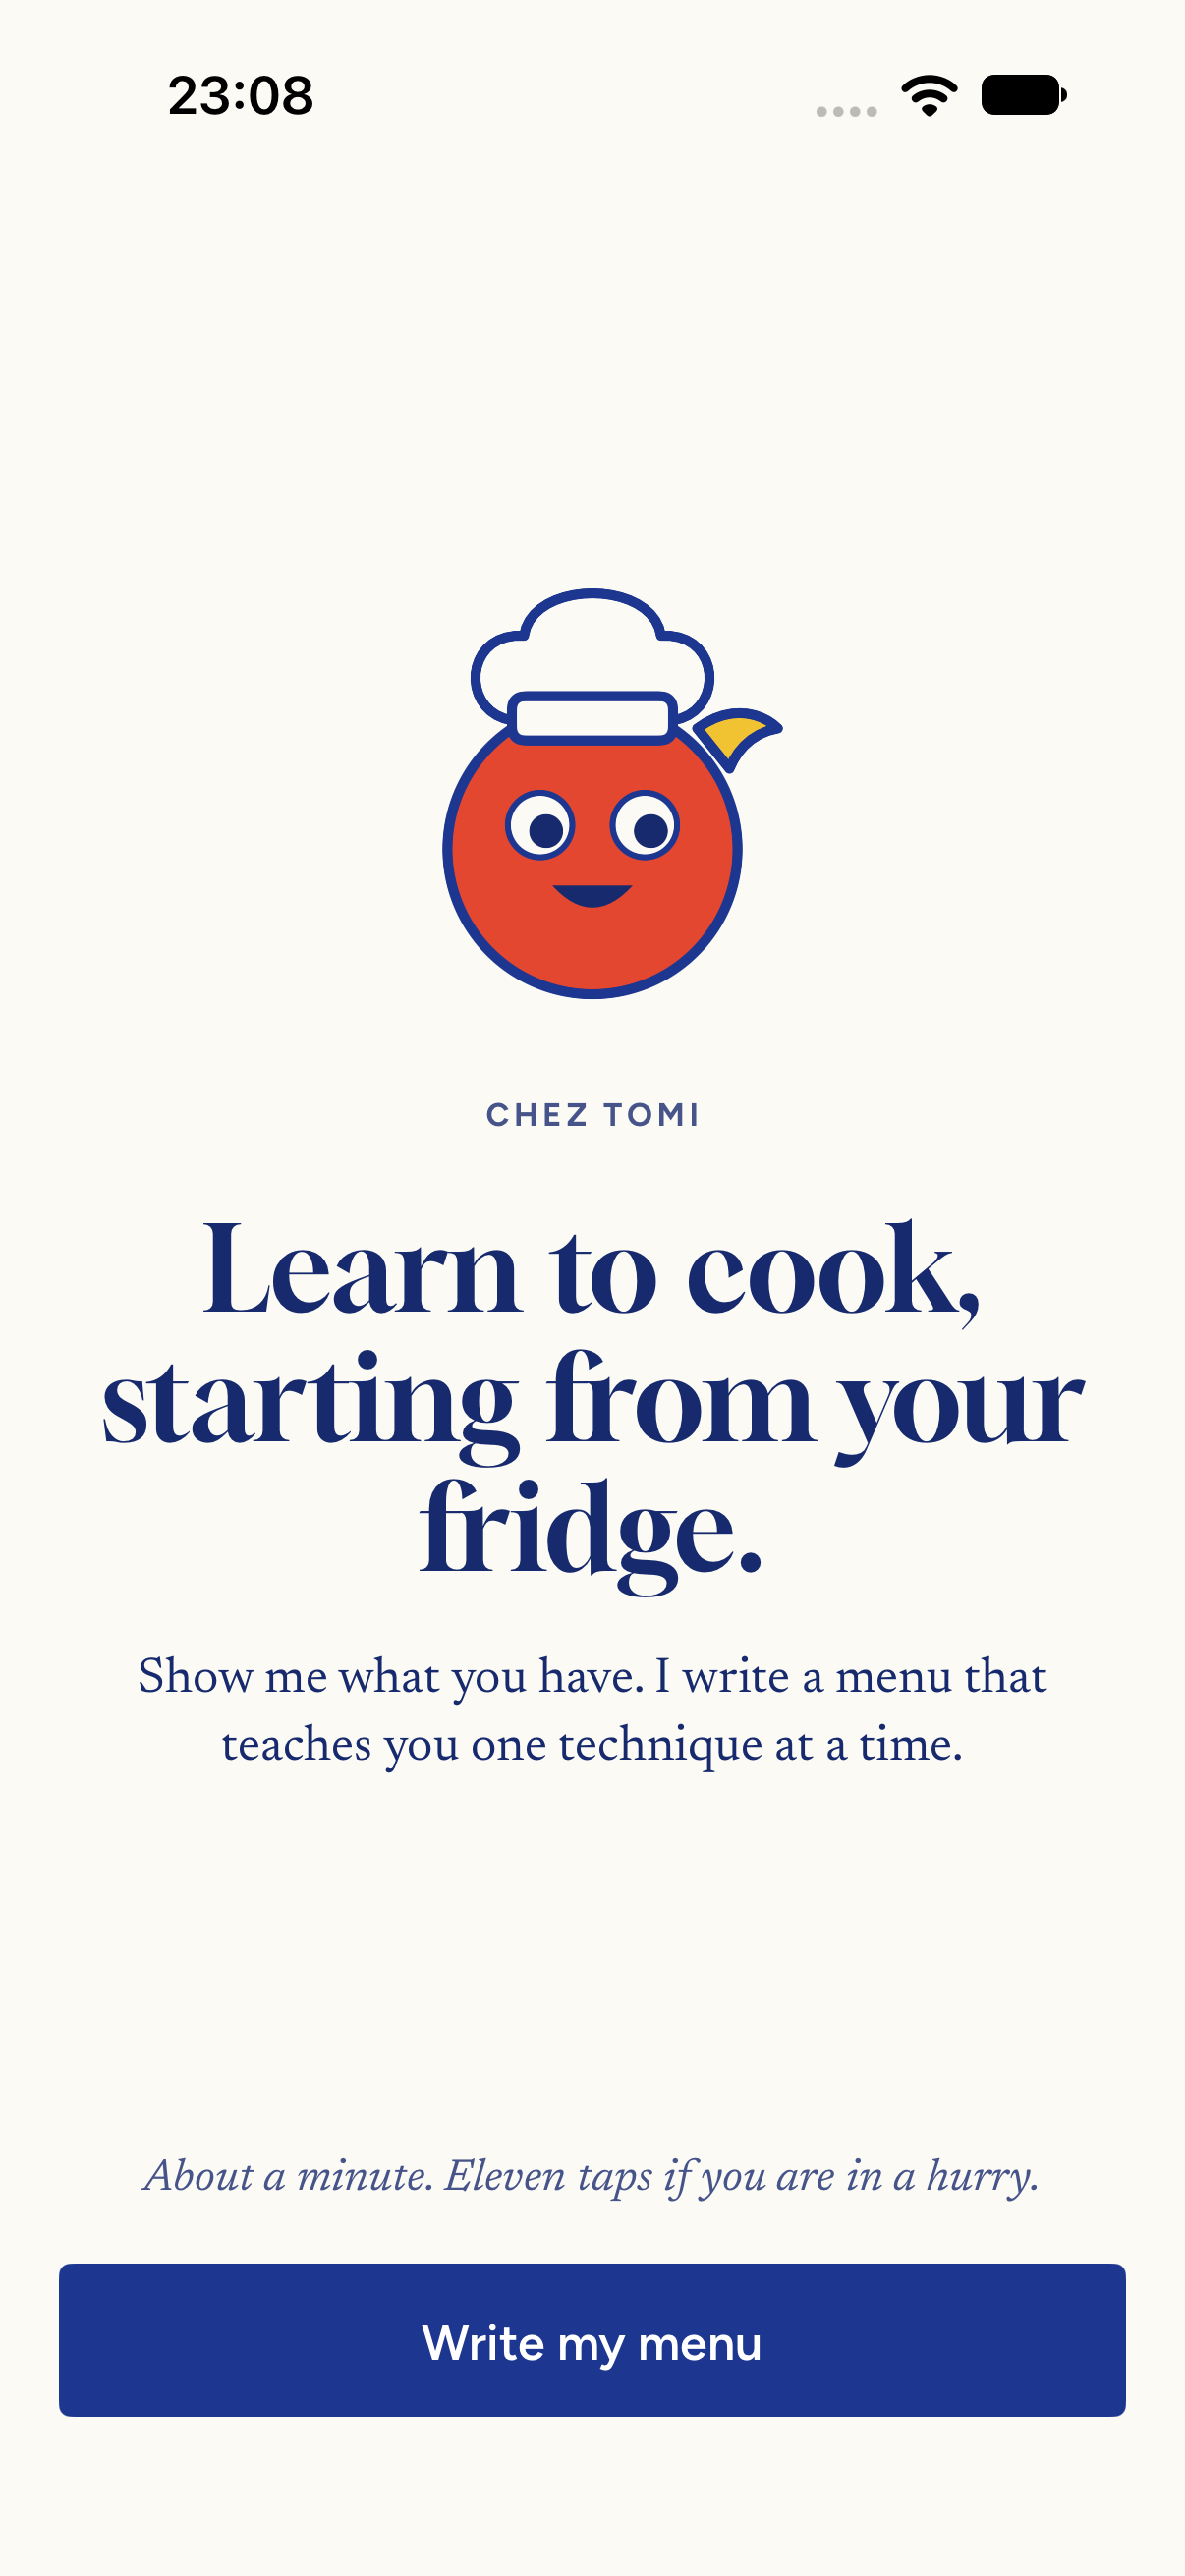 23:08
CHEZ TOMI
Learn to cook,
starting from your
fridge.
Show me what you have. I write a menu that
teaches you one technique at a time.
About a minute. Eleven taps if you are in a hurry.
Write my menu